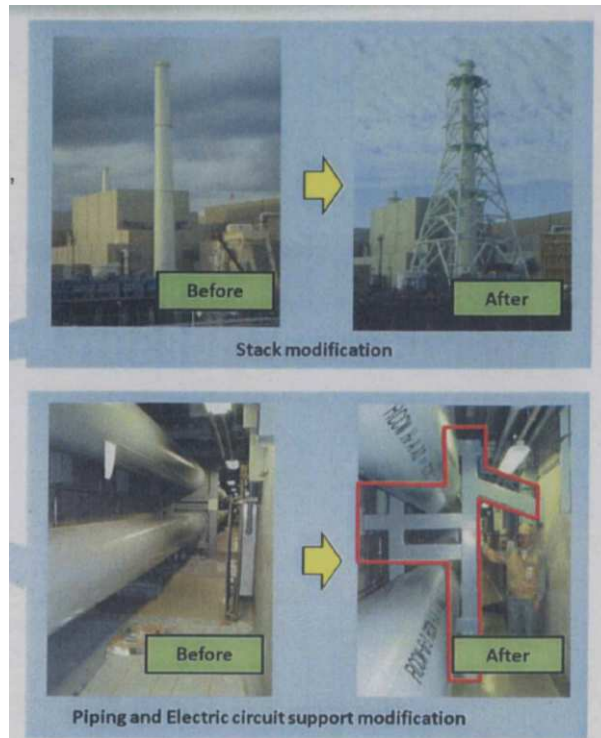 Before
After
Stack modification
Before
After
Piping and Electric circuit support modification